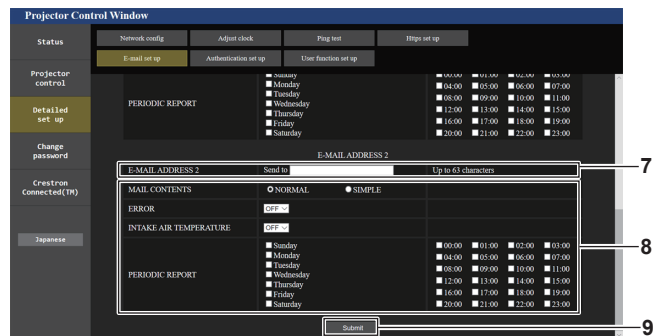 Projector Control Window
Status
Network config Adjust clock Ping test Https set up
E-mail set up Authentication set up User function set up
Projector control
Detailed set up
Change password
Crestron Connected(TM)
Japanese
PERIODIC REPORT
Sunday 00:00 01:00 02:00 03:00
Monday 04:00 05:00 06:00 07:00
Tuesday 08:00 09:00 10:00 11:00
Wednesday 12:00 13:00 14:00 15:00
Thursday 16:00 17:00 18:00 19:00
Friday 20:00 21:00 22:00 23:00
Saturday
E-MAIL ADDRESS 2
E-MAIL ADDRESS 2 Send to Up to 63 characters 7
MAIL CONTENTS NORMAL SIMPLE
ERROR OFF
INTAKE AIR TEMPERATURE OFF
8
PERIODIC REPORT
Sunday 00:00 01:00 02:00 03:00
Monday 04:00 05:00 06:00 07:00
Tuesday 08:00 09:00 10:00 11:00
Wednesday 12:00 13:00 14:00 15:00
Thursday 16:00 17:00 18:00 19:00
Friday 20:00 21:00 22:00 23:00
Saturday
Submit 9